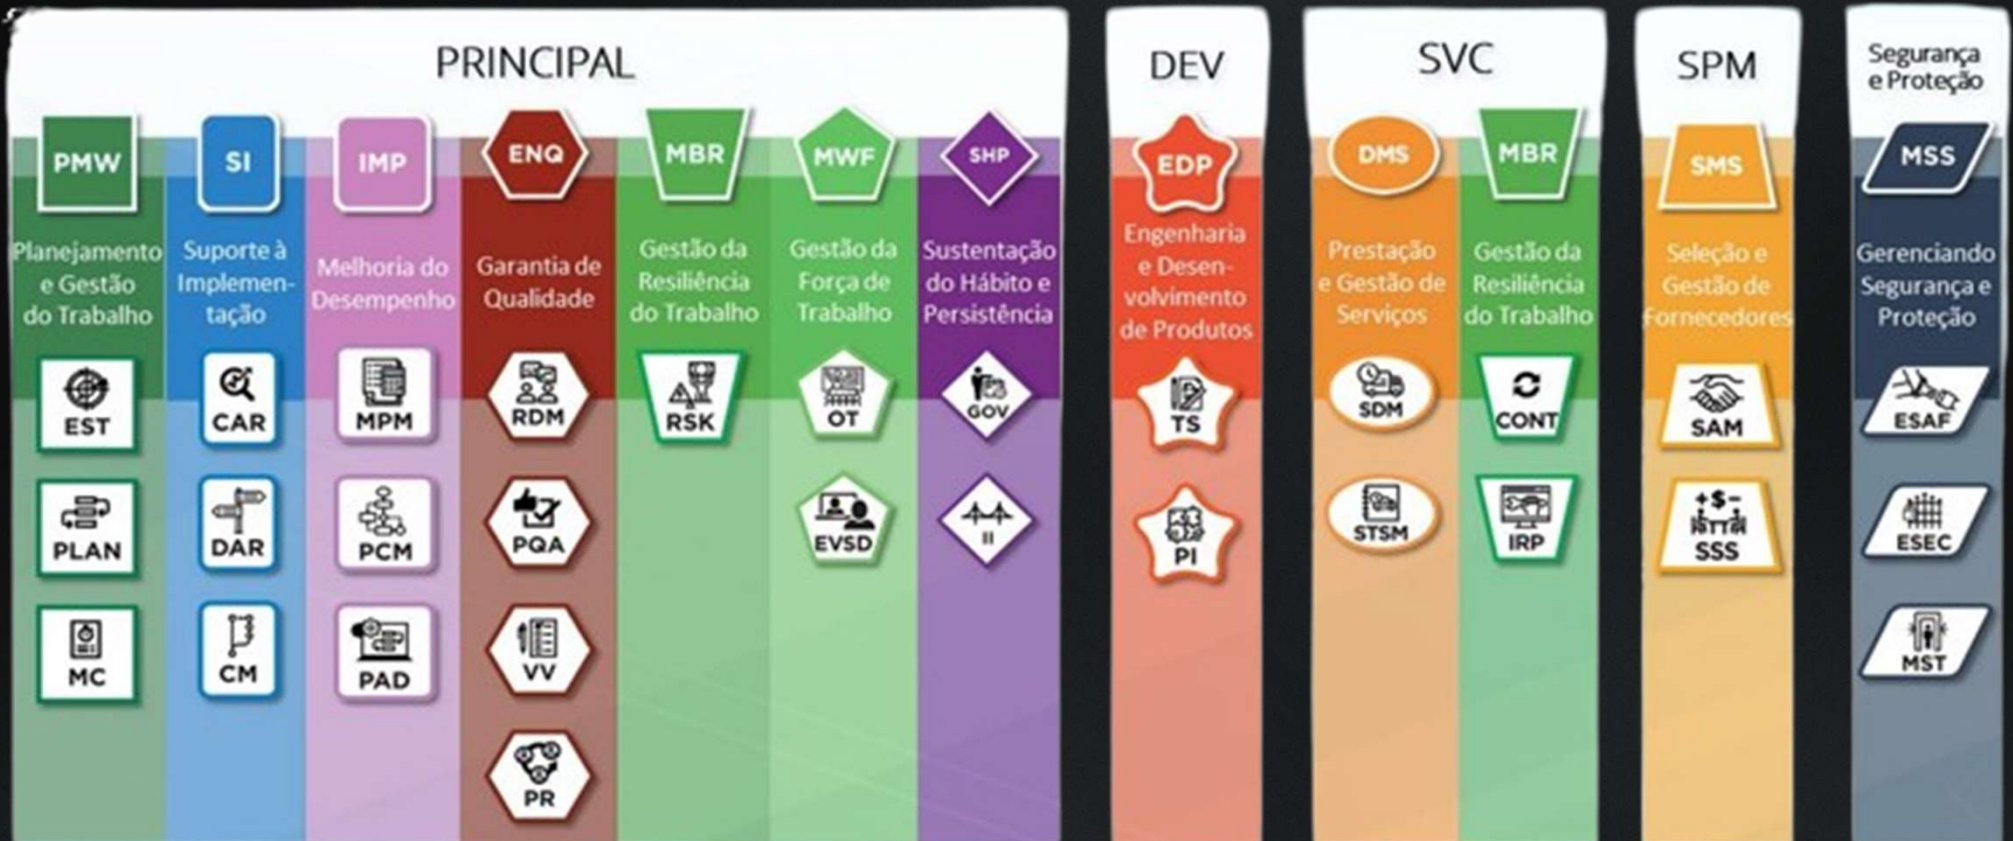 PRINCIPAL
PMW
SI
IMP
ENQ
MBR
MWF
SHP
Planejamento
e Gestão
do Trabalho
Suporte à
Implemen-
tação
Melhoria do
Desempenho
Garantia de
Qualidade
Gestão da
Resiliência
do Trabalho
Gestão da
Força de
Trabalho
Sustentação
do Hábito e
Persistência
EST
CAR
MPM
RDM
RSK
OT
GOV
PLAN
DAR
PCM
PQA
EVSD
II
MC
CM
PAD
VV
PR
DEV
EDP
Engenharia
e Desen-
volvimento
de Produtos
TS
PI
SVC
DMS
MBR
Prestação
e Gestão de
Serviços
Gestão da
Resiliência
do Trabalho
SDM
CONT
STSM
IRP
SPM
SMS
Seleção e
Gestão de
Fornecedores
SAM
+$-
SSS
Segurança
e Proteção
MSS
Gerenciando
Segurança e
Proteção
ESAF
ESEC
MST